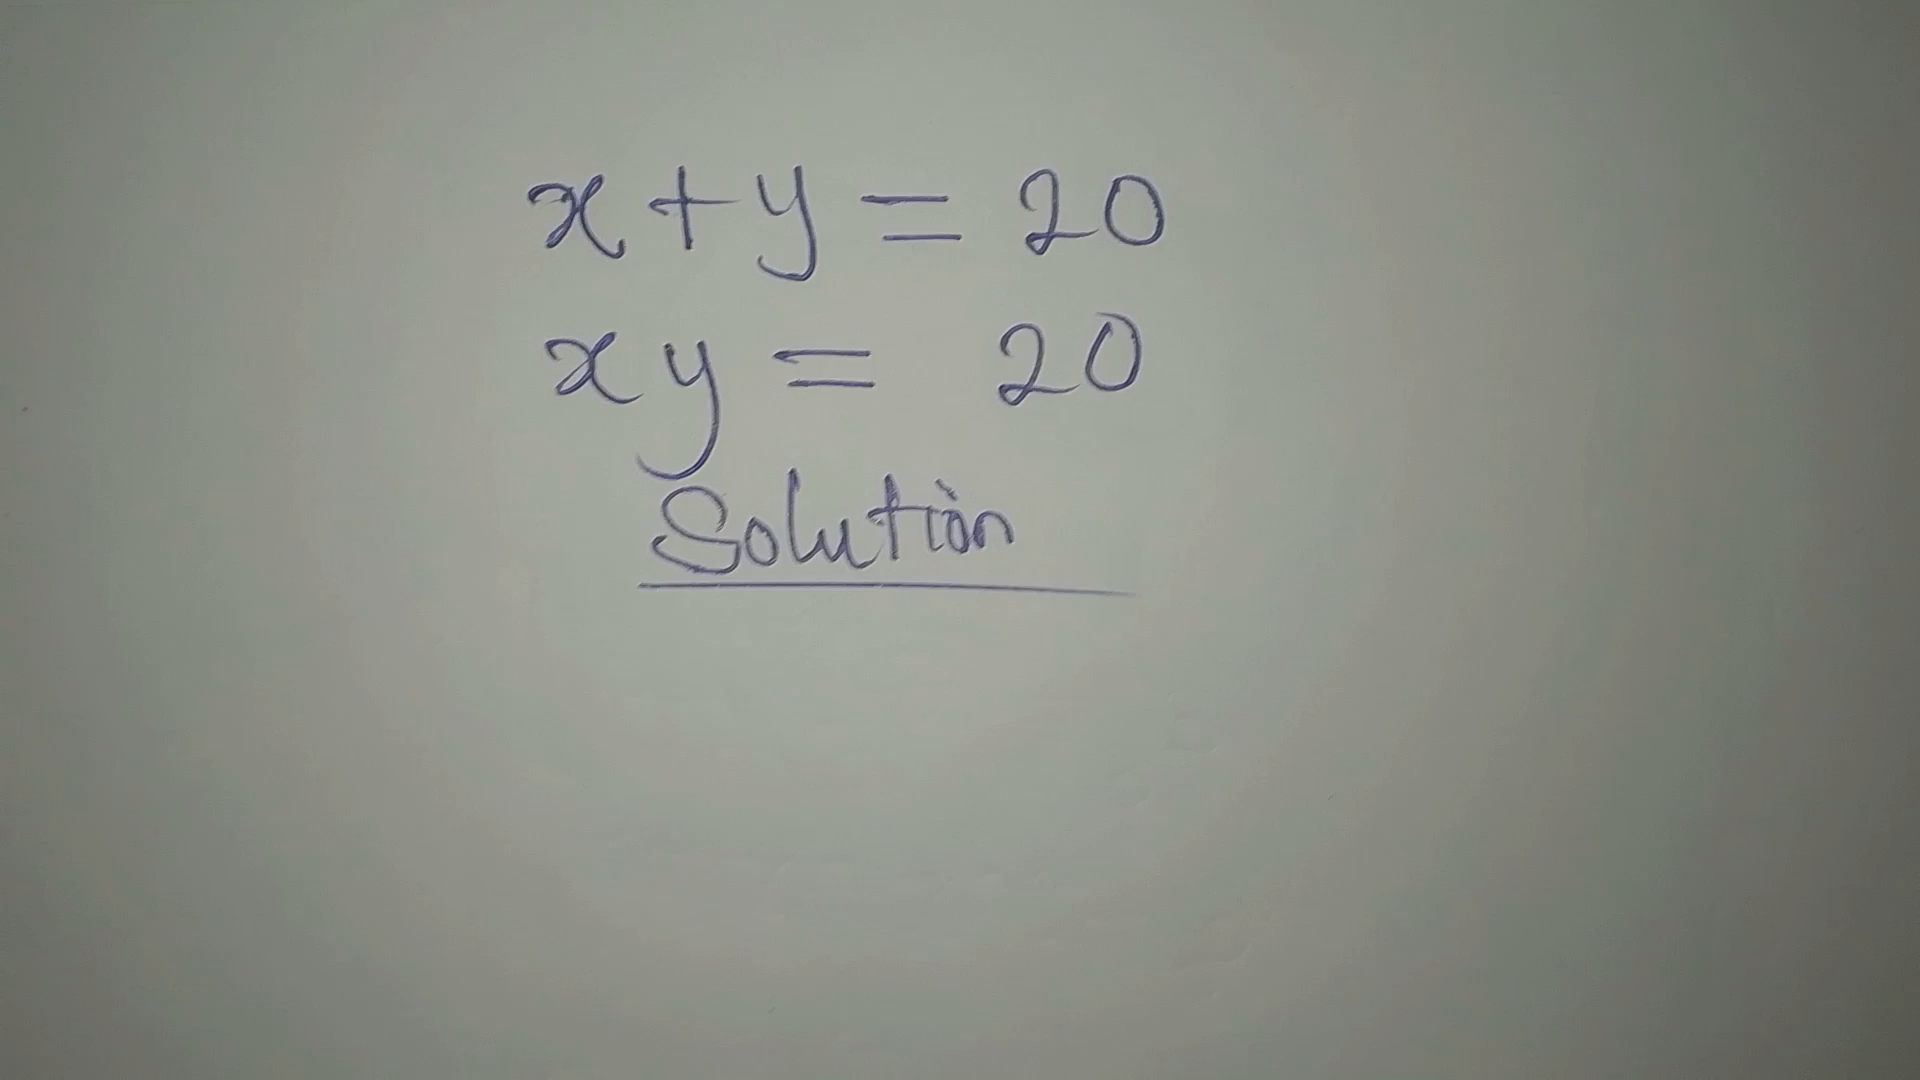 x + y = 20
xy = 20
Solution